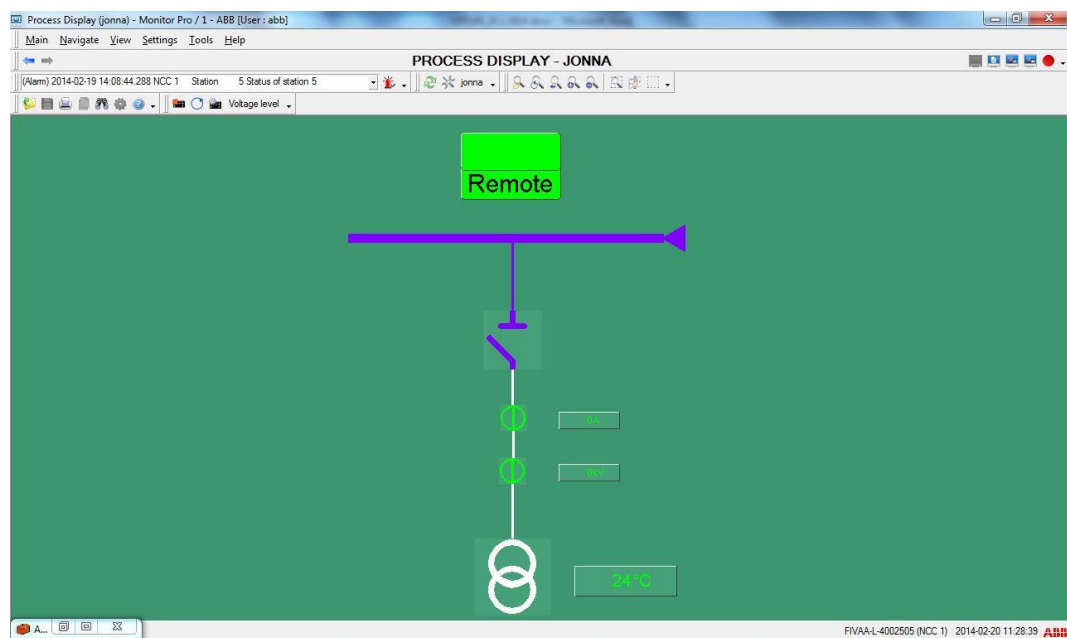 Process Display (jonna) - Monitor Pro / 1 - ABB [User : abb]
Main Navigate View Settings Tools Help
PROCESS DISPLAY - JONNA
(Alarm) 2014-02-19 14:08:44.288 NCC 1 Station 5 Status of station 5
jonna
Voltage level
Remote
0A
0kV
24°C
A...
FIVAA-L-4002505 (NCC 1) 2014-02-20 11:28:39 ABB